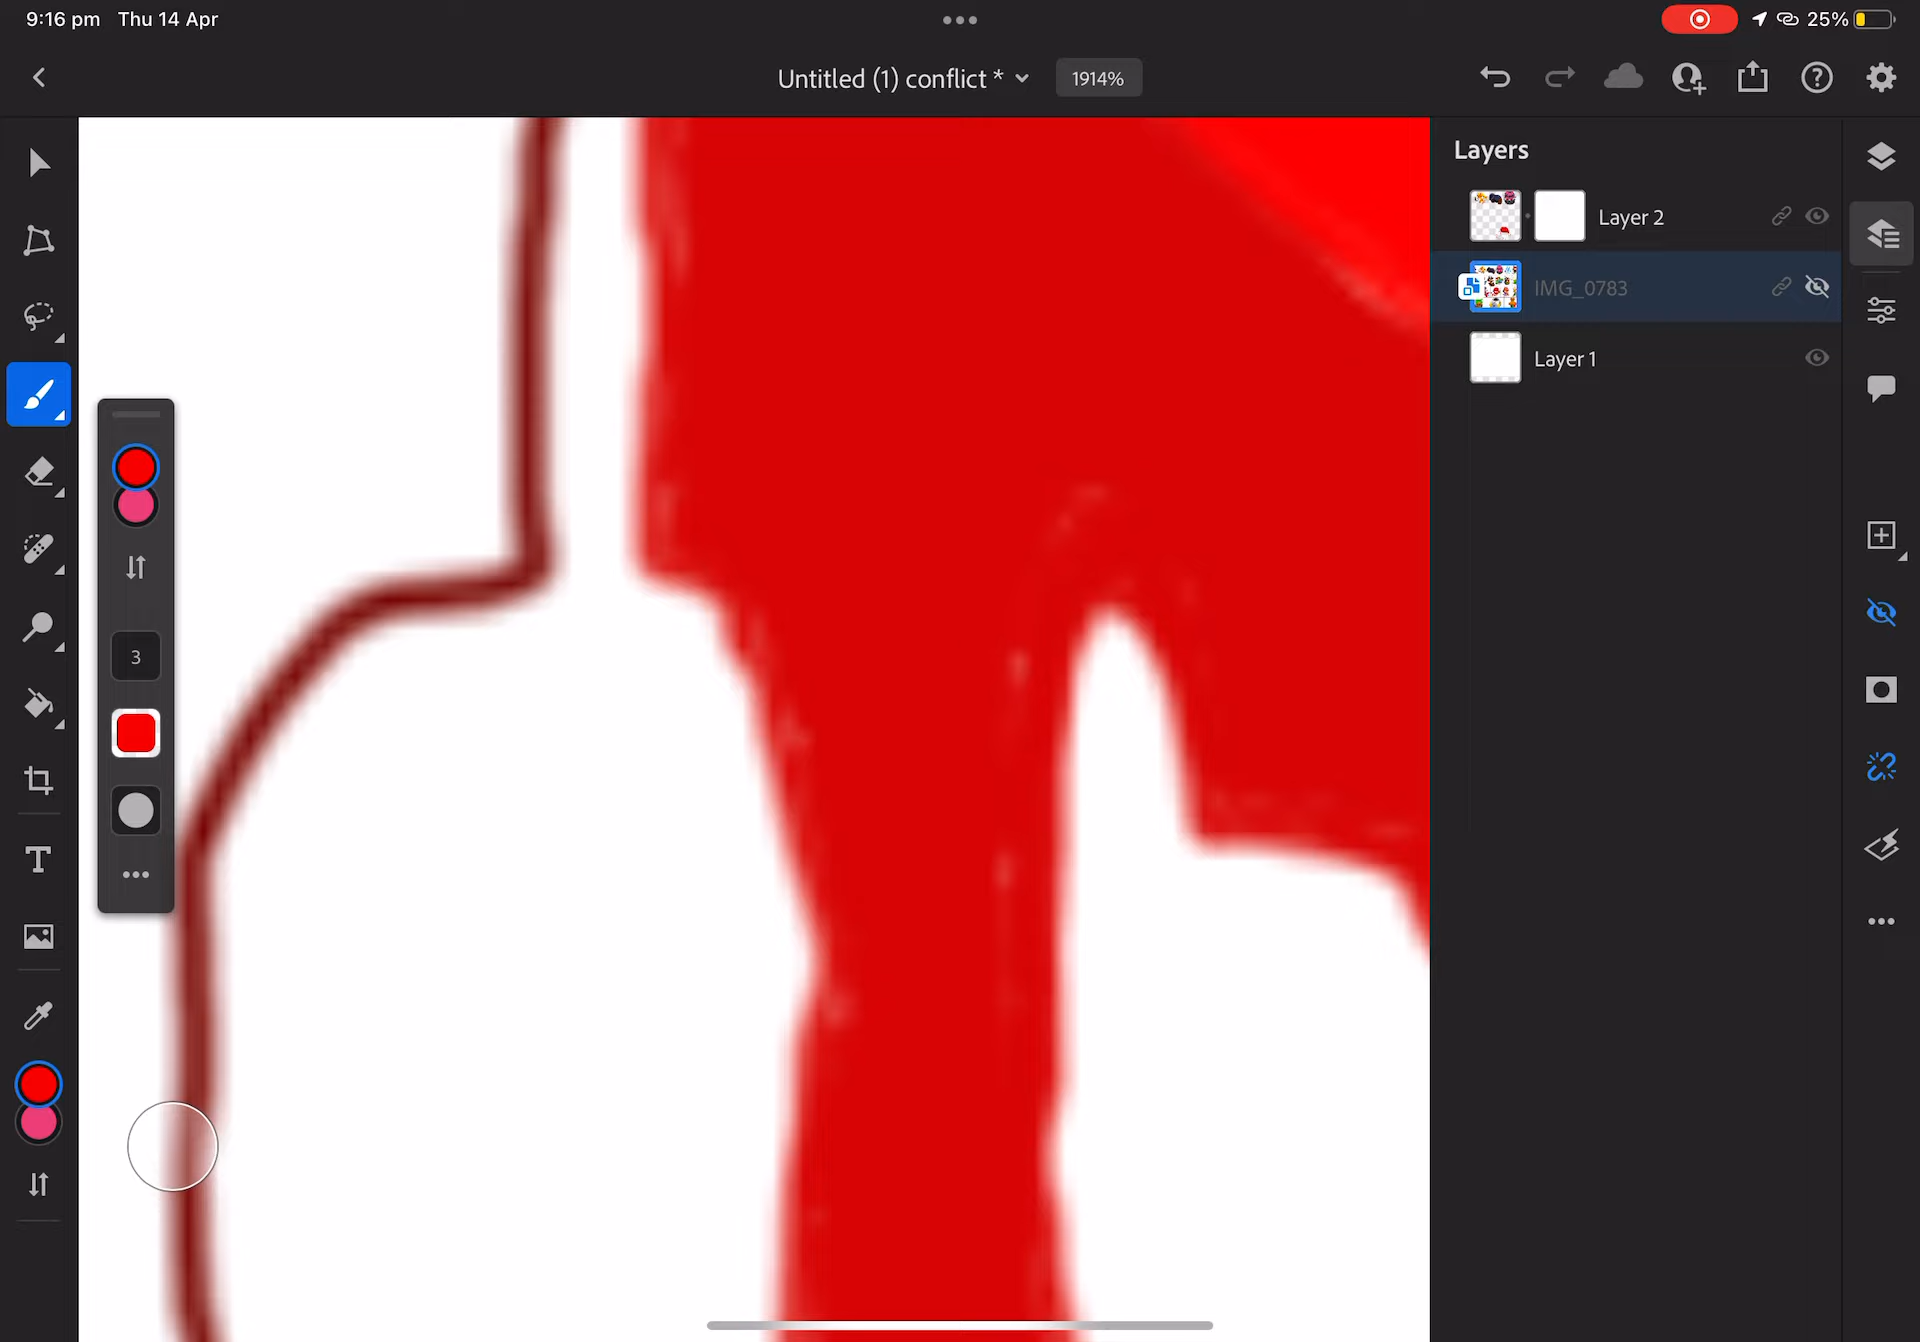 9:16 pm Thu 14 Apr
25%
Untitled (1) conflict *
1914%
Layers
Layer 2
IMG_0783
Layer 1
3